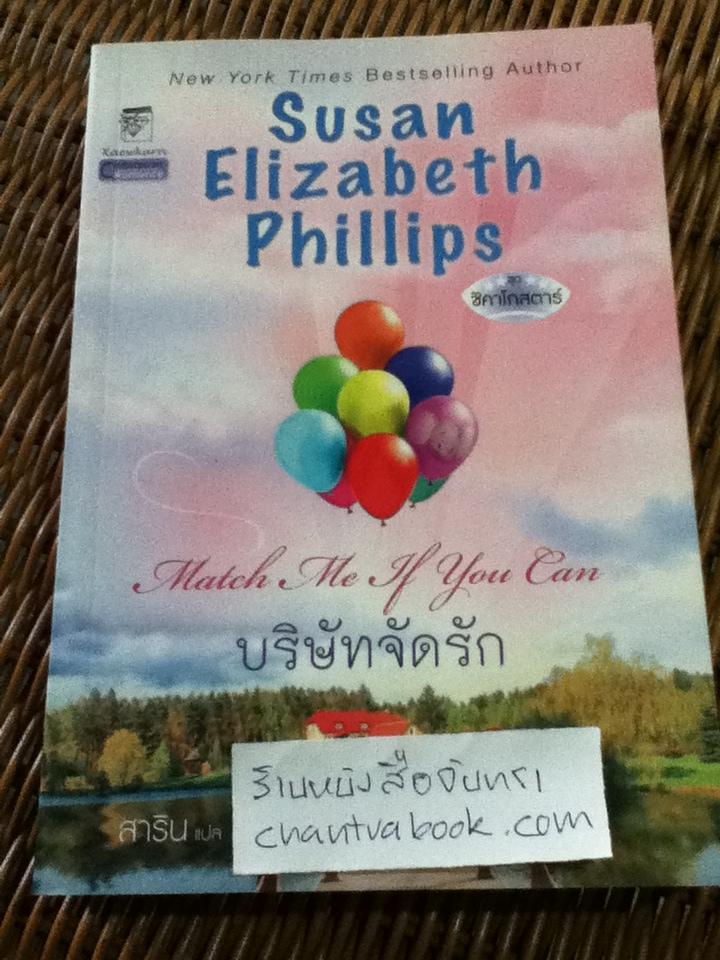 New York Times Bestselling Author
Susan
Elizabeth
Phillips
Kaewkarn
ชุด
ชิคาโกสตาร์
Match Me If You Can
บริษัทจัดรัก
ร้านหนังสือจันทรา
chantrabook.com
สาริน แปล